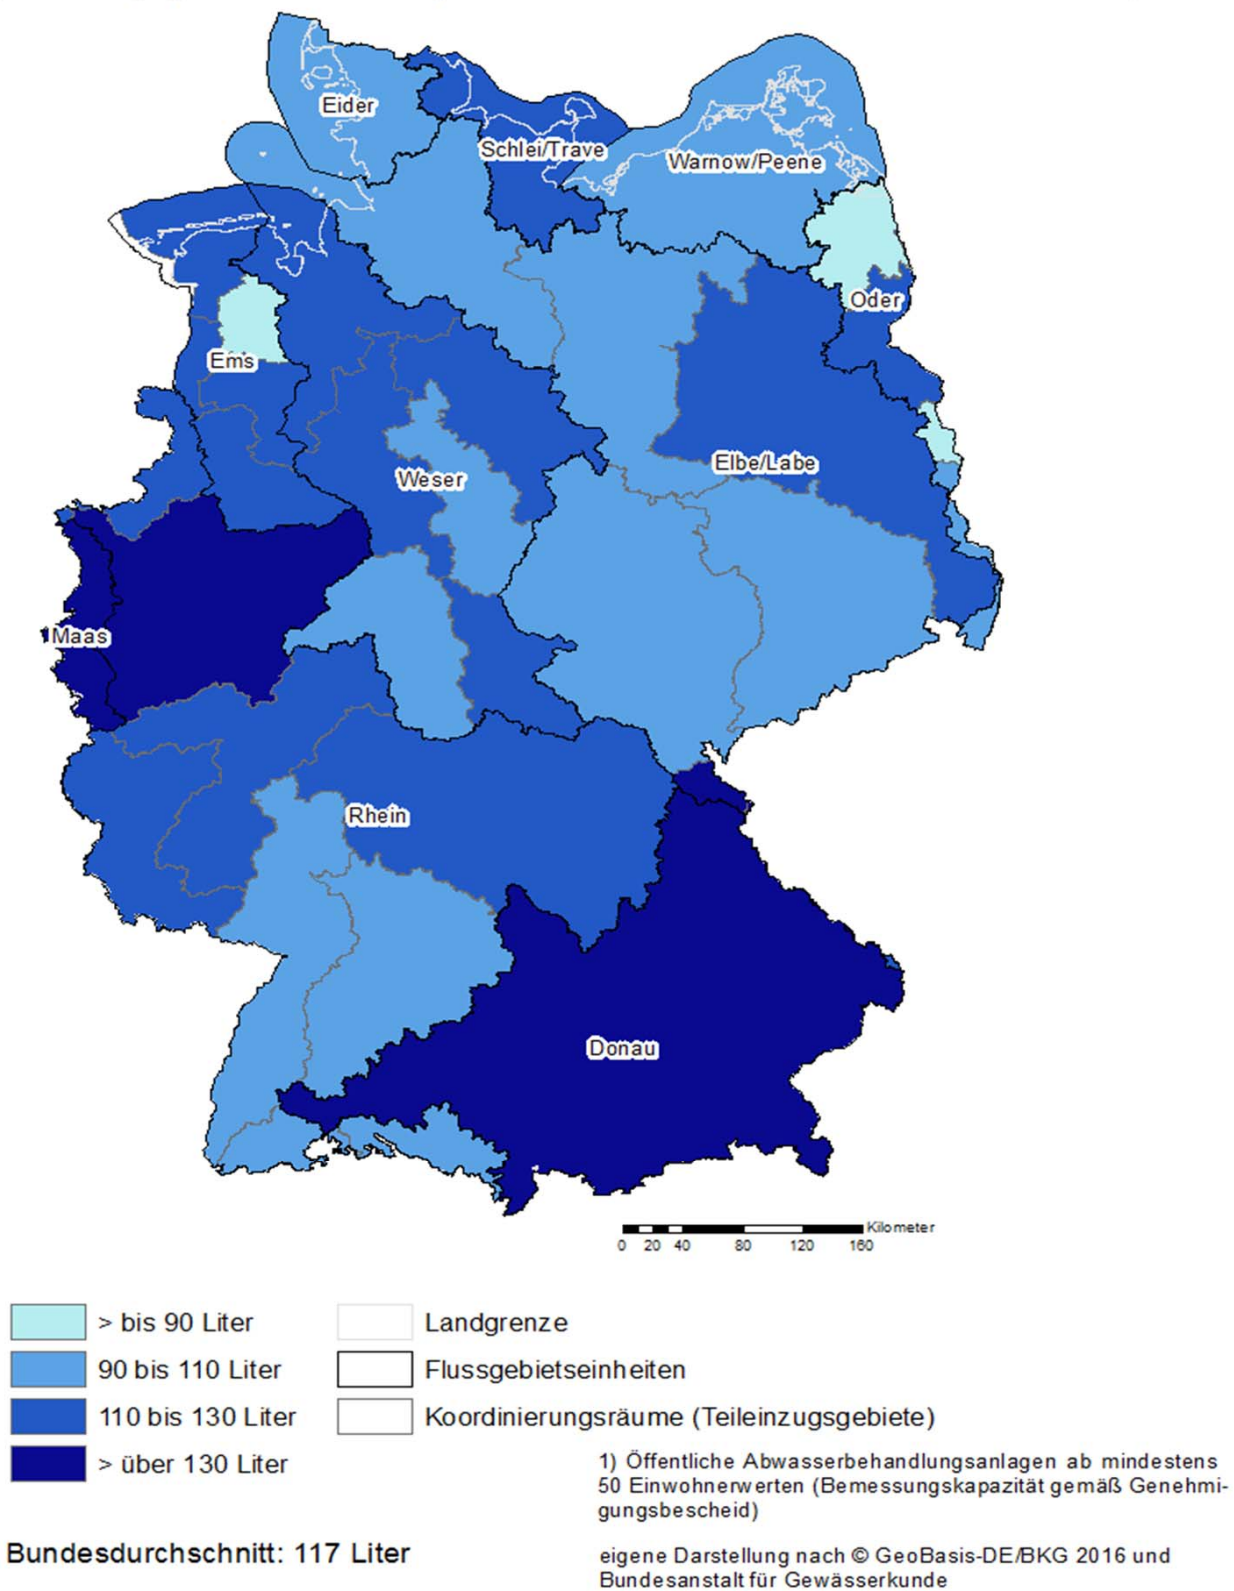 Eider
Schlei/Trave
Warnow/Peene
Oder
Ems
Elbe/Labe
Weser
Maas
Rhein
Donau
Kilometer
0 20 40 80 120 160
> bis 90 Liter
90 bis 110 Liter
110 bis 130 Liter
> über 130 Liter
Landgrenze
Flussgebietseinheiten
Koordinierungsräume (Teileinzugsgebiete)
1) Öffentliche Abwasserbehandlungsanlagen ab mindestens
50 Einwohnerwerten (Bemessungskapazität gemäß Genehmi-
gungsbescheid)
Bundesdurchschnitt: 117 Liter
eigene Darstellung nach © GeoBasis-DE/BKG 2016 und
Bundesanstalt für Gewässerkunde